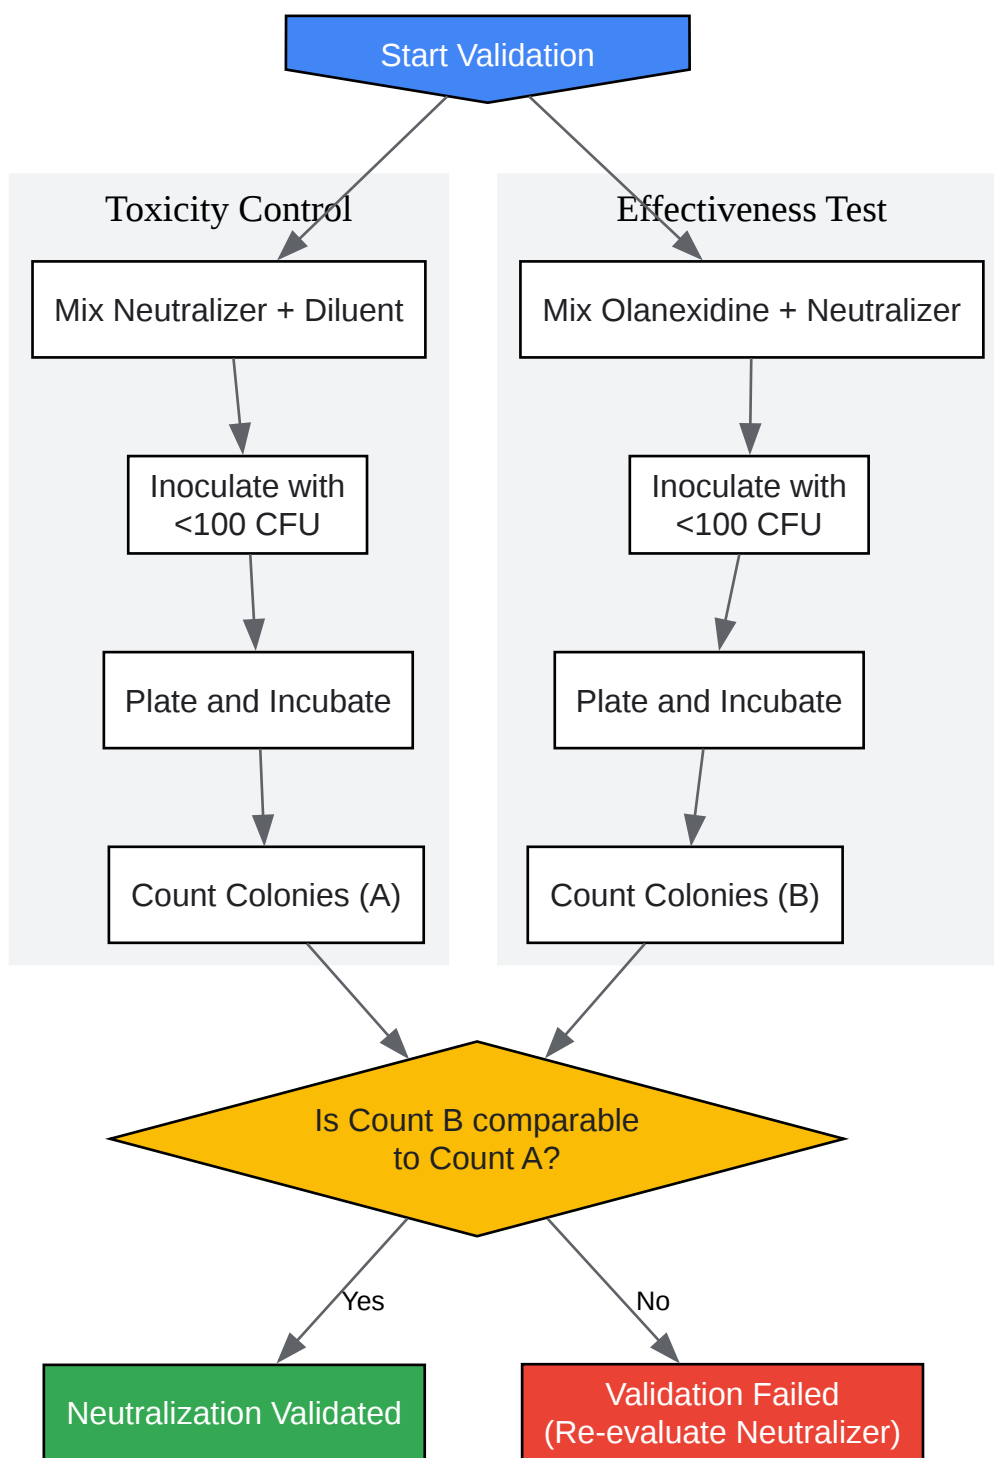 Start Validation
Toxicity Control
Effectiveness Test
Mix Neutralizer + Diluent
Mix Olanexidine + Neutralizer
Inoculate with
<100 CFU
Inoculate with
<100 CFU
Plate and Incubate
Plate and Incubate
Count Colonies (A)
Count Colonies (B)
Is Count B comparable
to Count A?
Yes
No
Neutralization Validated
Validation Failed
(Re-evaluate Neutralizer)